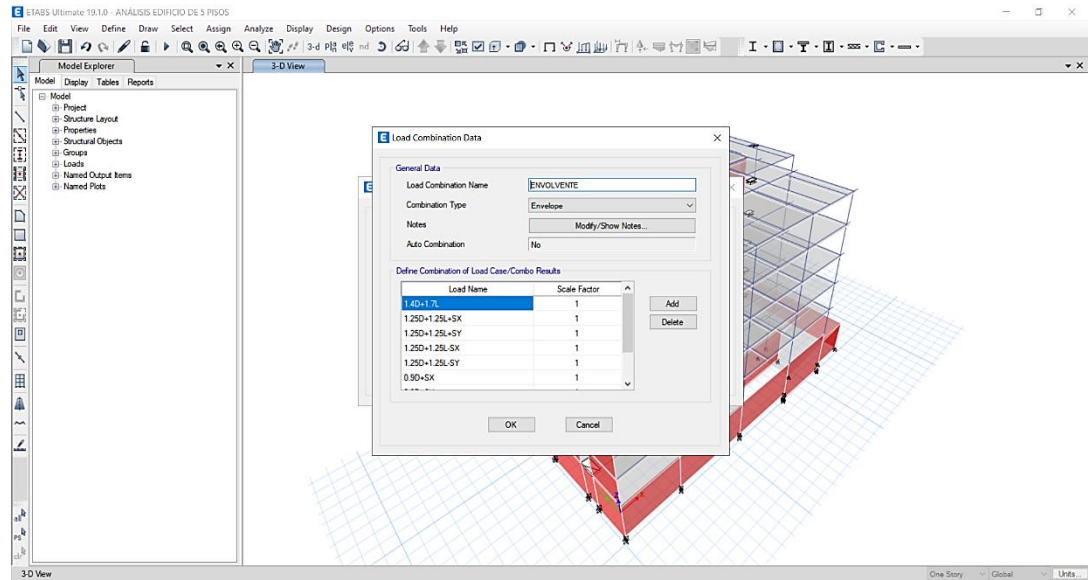 ETABS Ultimate 19.1.0 - ANÁLISIS EDIFICIO DE 5 PISOS
File Edit View Define Draw Select Assign Analyze Display Design Options Tools Help
3-d
nd
Model Explorer
3-D View
Model Display Tables Reports
Model
Project
Structure Layout
Properties
Structural Objects
Groups
Loads
Named Output Items
Named Plots
Load Combination Data
General Data
Load Combination Name ENVOLVENTE
Combination Type Envelope
Notes Modify/Show Notes...
Auto Combination No
Define Combination of Load Case/Combo Results
Load Name Scale Factor
1.4D+1.7L 1
1.25D+1.25L+SX 1
1.25D+1.25L+SY 1
1.25D+1.25L-SX 1
1.25D+1.25L-SY 1
0.9D+SX 1
Add
Delete
OK Cancel
all
PS
clr
3-D View One Story Global Units...